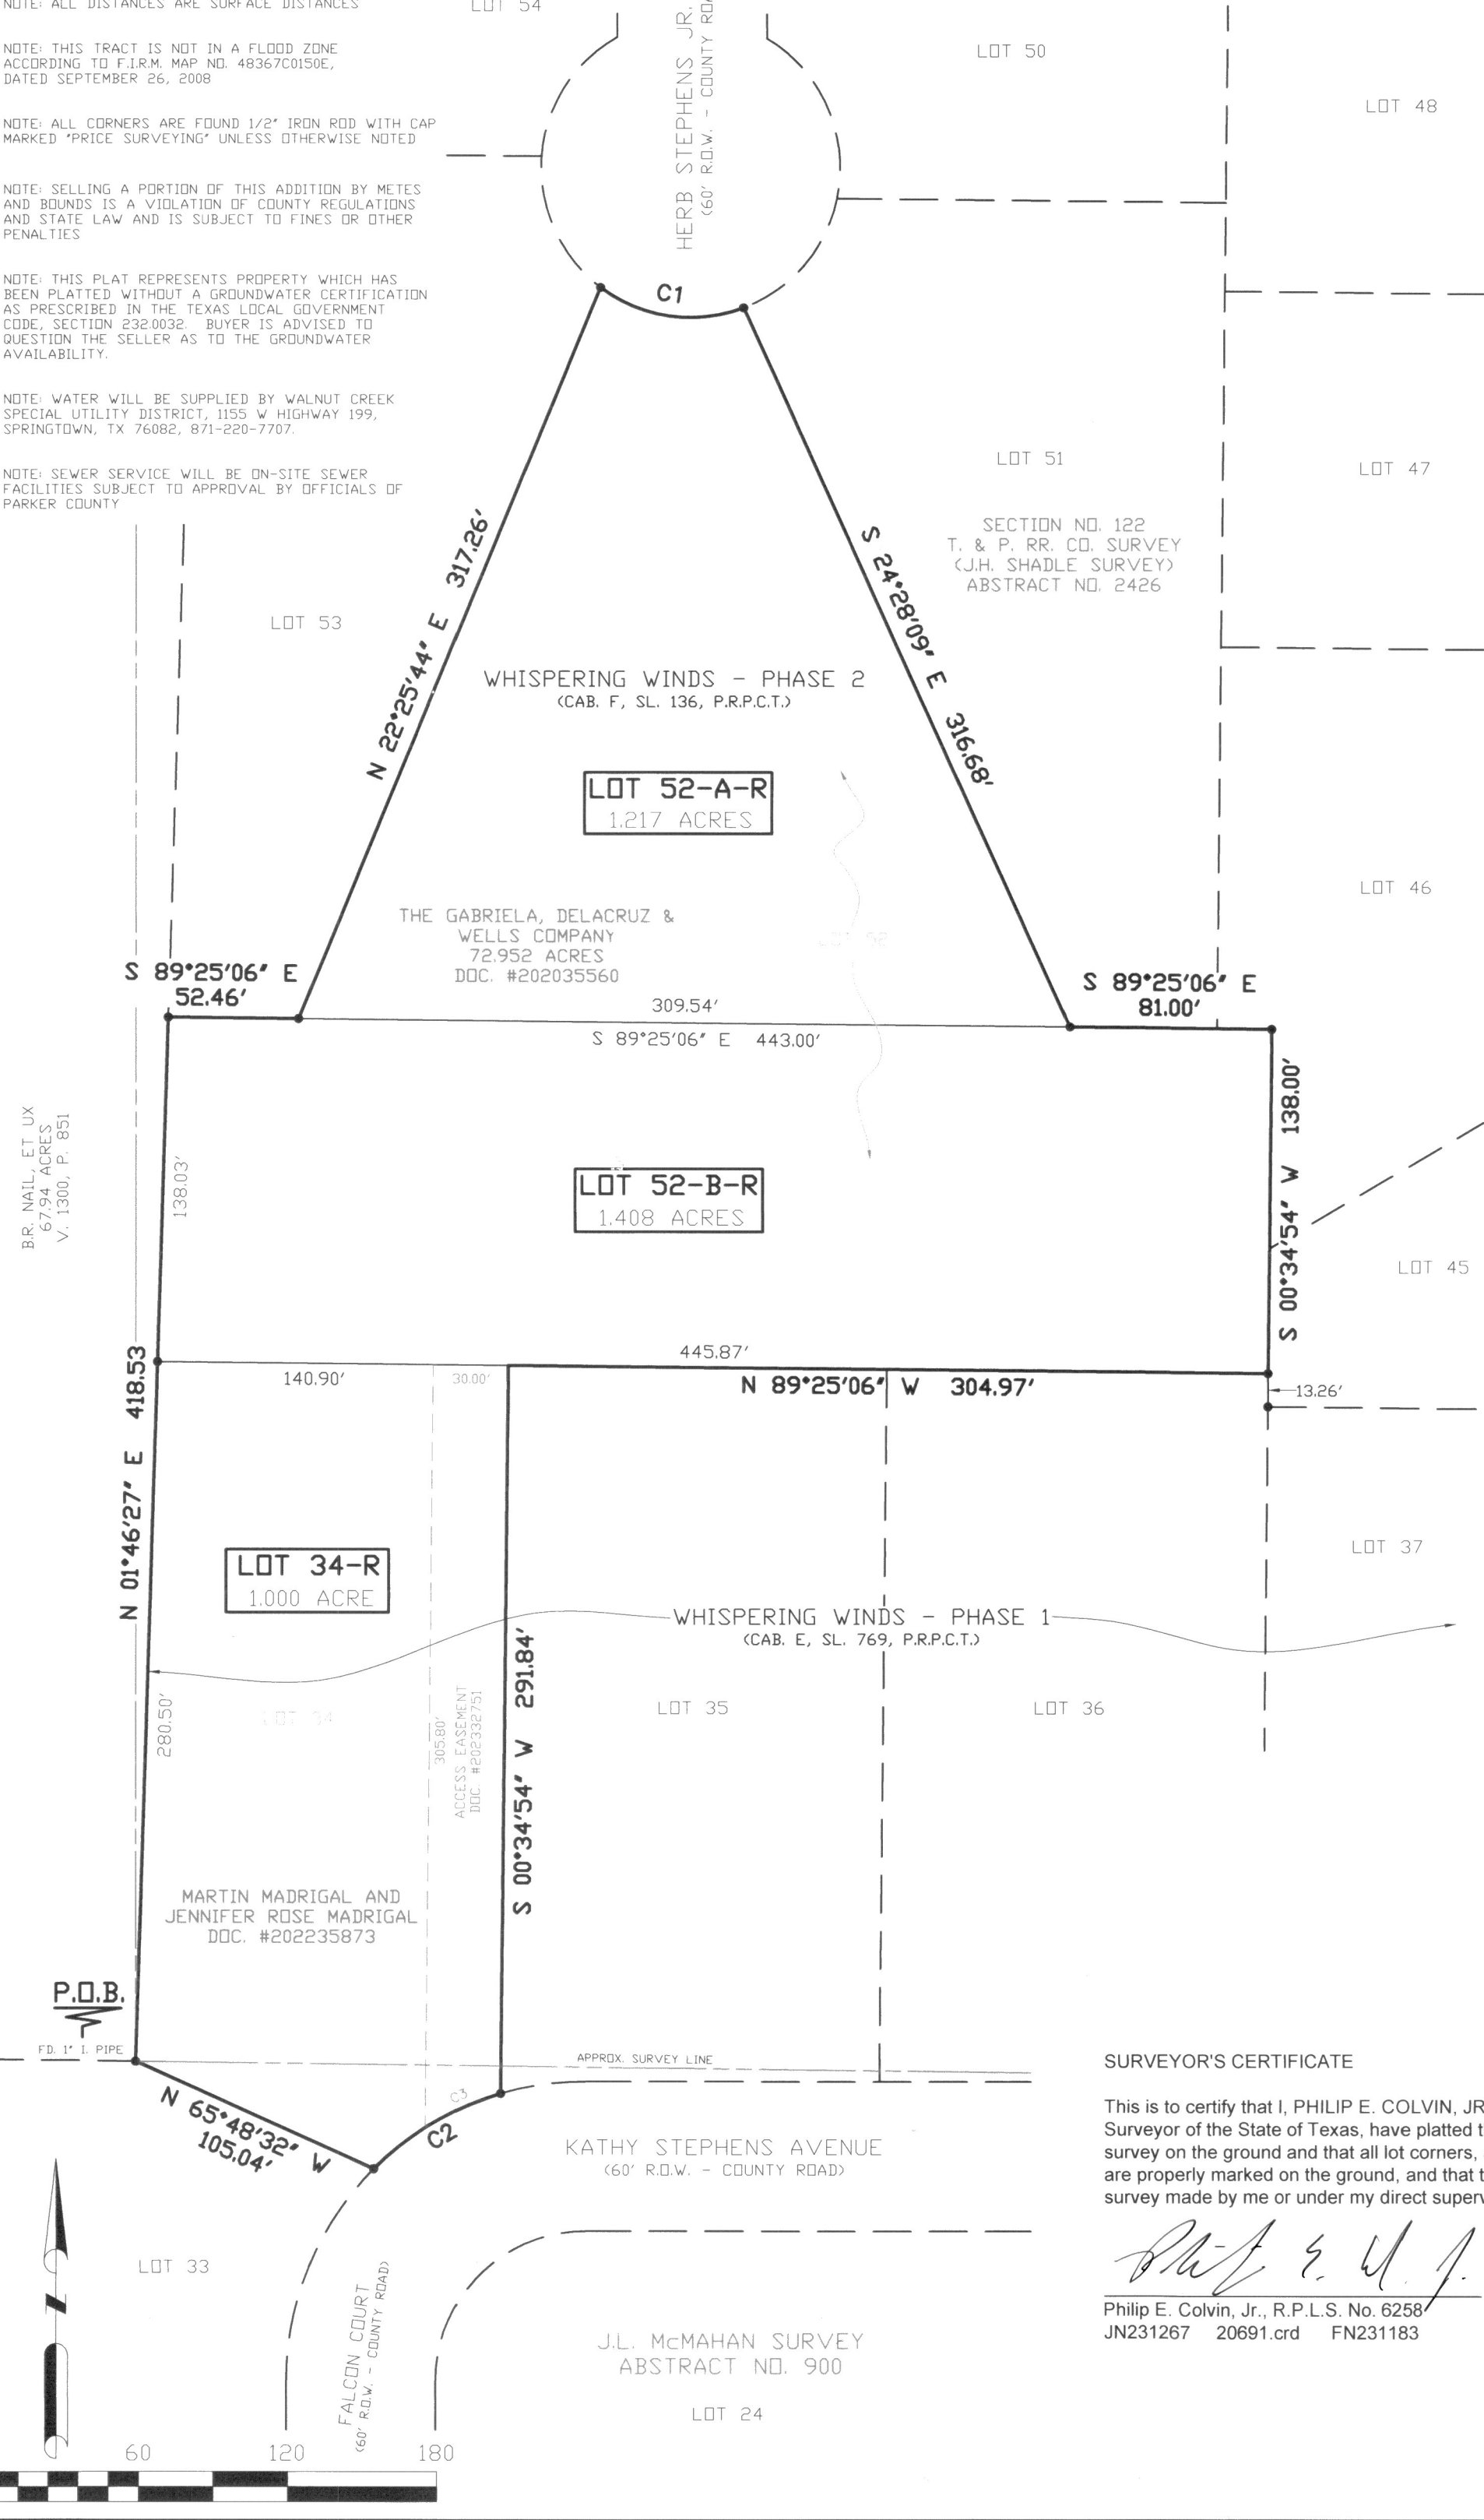 NOTE: ALL DISTANCES ARE SURFACE DISTANCES
NOTE: THIS TRACT IS NOT IN A FLOOD ZONE
ACCORDING TO F.I.R.M. MAP NO. 48367C0150E,
DATED SEPTEMBER 26, 2008
NOTE: ALL CORNERS ARE FOUND 1/2" IRON ROD WITH CAP
MARKED "PRICE SURVEYING" UNLESS OTHERWISE NOTED
NOTE: SELLING A PORTION OF THIS ADDITION BY METES
AND BOUNDS IS A VIOLATION OF COUNTY REGULATIONS
AND STATE LAW AND IS SUBJECT TO FINES OR OTHER
PENALTIES
NOTE: THIS PLAT REPRESENTS PROPERTY WHICH HAS
BEEN PLATTED WITHOUT A GROUNDWATER CERTIFICATION
AS PRESCRIBED IN THE TEXAS LOCAL GOVERNMENT
CODE, SECTION 232.0032. BUYER IS ADVISED TO
QUESTION THE SELLER AS TO THE GROUNDWATER
AVAILABILITY.
NOTE: WATER WILL BE SUPPLIED BY WALNUT CREEK
SPECIAL UTILITY DISTRICT, 1155 W HIGHWAY 199,
SPRINGTOWN, TX 76082, 871-220-7707.
NOTE: SEWER SERVICE WILL BE ON-SITE SEWER
FACILITIES SUBJECT TO APPROVAL BY OFFICIALS OF
PARKER COUNTY
LOT 54
HERB STEPHENS JR.
(60' R.O.W. - COUNTY
LOT 50
LOT 48
C1
LOT 51
LOT 47
SECTION NO. 122
T. & P. RR. CO. SURVEY
(J.H. SHADLE SURVEY)
ABSTRACT NO. 2426
LOT 53
N 22°25'44" E 317.26'
S 24°28'09" E 316.68'
WHISPERING WINDS - PHASE 2
(CAB. F, SL. 136, P.R.P.C.T.)
LOT 52-A-R
1.217 ACRES
LOT 46
THE GABRIELA, DELACRUZ &
WELLS COMPANY
72.952 ACRES
DOC. #202035560
S 89°25'06" E
52.46'
S 89°25'06" E
81.00'
309.54'
S 89°25'06" E 443.00'
B.R. NAIL, ET UX
67.94 ACRES
V. 1300, P. 851
138.03'
LOT 52-B-R
1.408 ACRES
S 00°34'54" W 138.00'
LOT 45
445.87'
140.90'
30.00'
N 89°25'06" W 304.97'
13.26'
N 01°46'27" E 418.53
LOT 34-R
1.000 ACRE
LOT 37
WHISPERING WINDS - PHASE 1
(CAB. E, SL. 769, P.R.P.C.T.)
280.50'
LOT 34
305.80'
ACCESS EASEMENT
DOC. #202332751
S 00°34'54" W 291.84'
LOT 35
LOT 36
MARTIN MADRIGAL AND
JENNIFER ROSE MADRIGAL
DOC. #202235873
P.O.B.
FD. 1" I. PIPE
APPROX. SURVEY LINE
N 65°48'32" W
105.04'
C3
C2
KATHY STEPHENS AVENUE
(60' R.O.W. - COUNTY ROAD)
LOT 33
FALCON COURT
(60' R.O.W. - COUNTY ROAD)
J.L. McMAHAN SURVEY
ABSTRACT NO. 900
LOT 24
60 120 180
SURVEYOR'S CERTIFICATE
This is to certify that I, PHILIP E. COLVIN, JR
Surveyor of the State of Texas, have platted
survey on the ground and that all lot corners,
are properly marked on the ground, and that
survey made by me or under my direct
Philip E. Colvin, Jr., R.P.L.S. No. 6258
JN231267 20691.crd FN231183